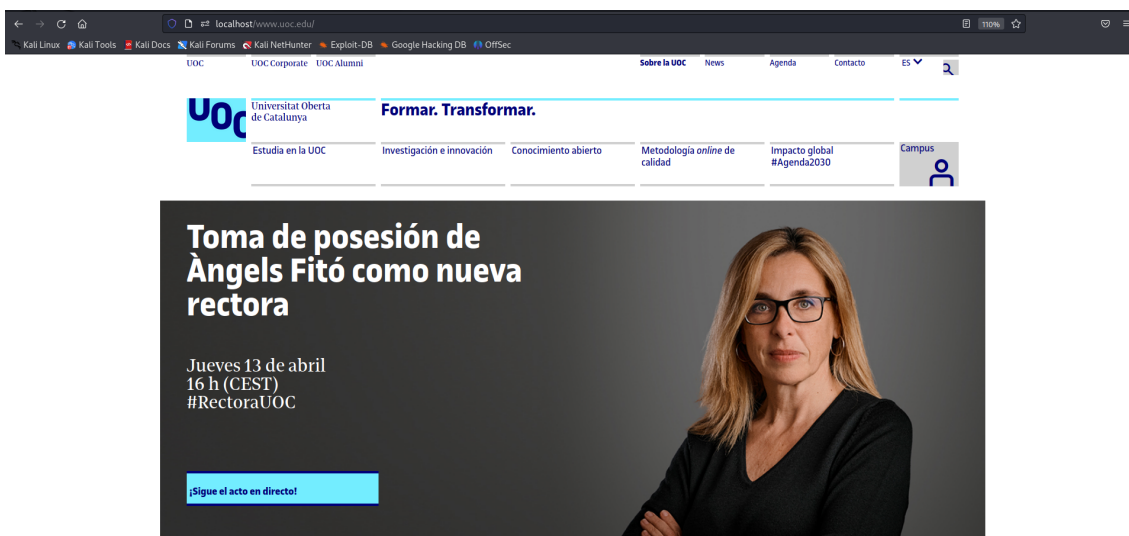 localhost/www.uoc.edu/
110%
Kali Linux Kali Tools Kali Docs Kali Forums Kali NetHunter Exploit-DB Google Hacking DB OffSec
UOC UOC Corporate UOC Alumni Sobre la UOC News Agenda Contacto ES
UOC
Universitat Oberta
de Catalunya
Formar. Transformar.
Estudia en la UOC
Investigación e innovación
Conocimiento abierto
Metodología online de
calidad
Impacto global
#Agenda2030
Campus
Toma de posesión de
Àngels Fitó como nueva
rectora
Jueves 13 de abril
16 h (CEST)
#RectoraUOC
¡Sigue el acto en directo!